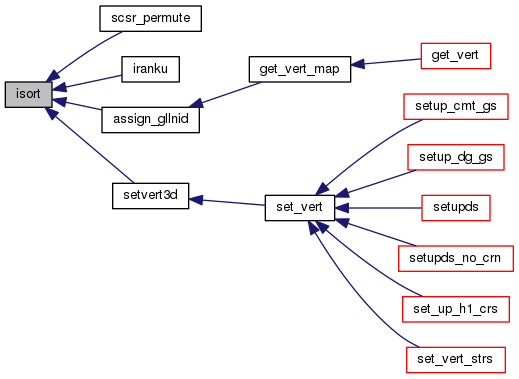 scsr_permute
iranku
get_vert_map
get_vert
isort
assign_gllnid
setup_cmt_gs
setup_dg_gs
setvert3d
set_vert
setupds
setupds_no_crn
set_up_h1_crs
set_vert_strs